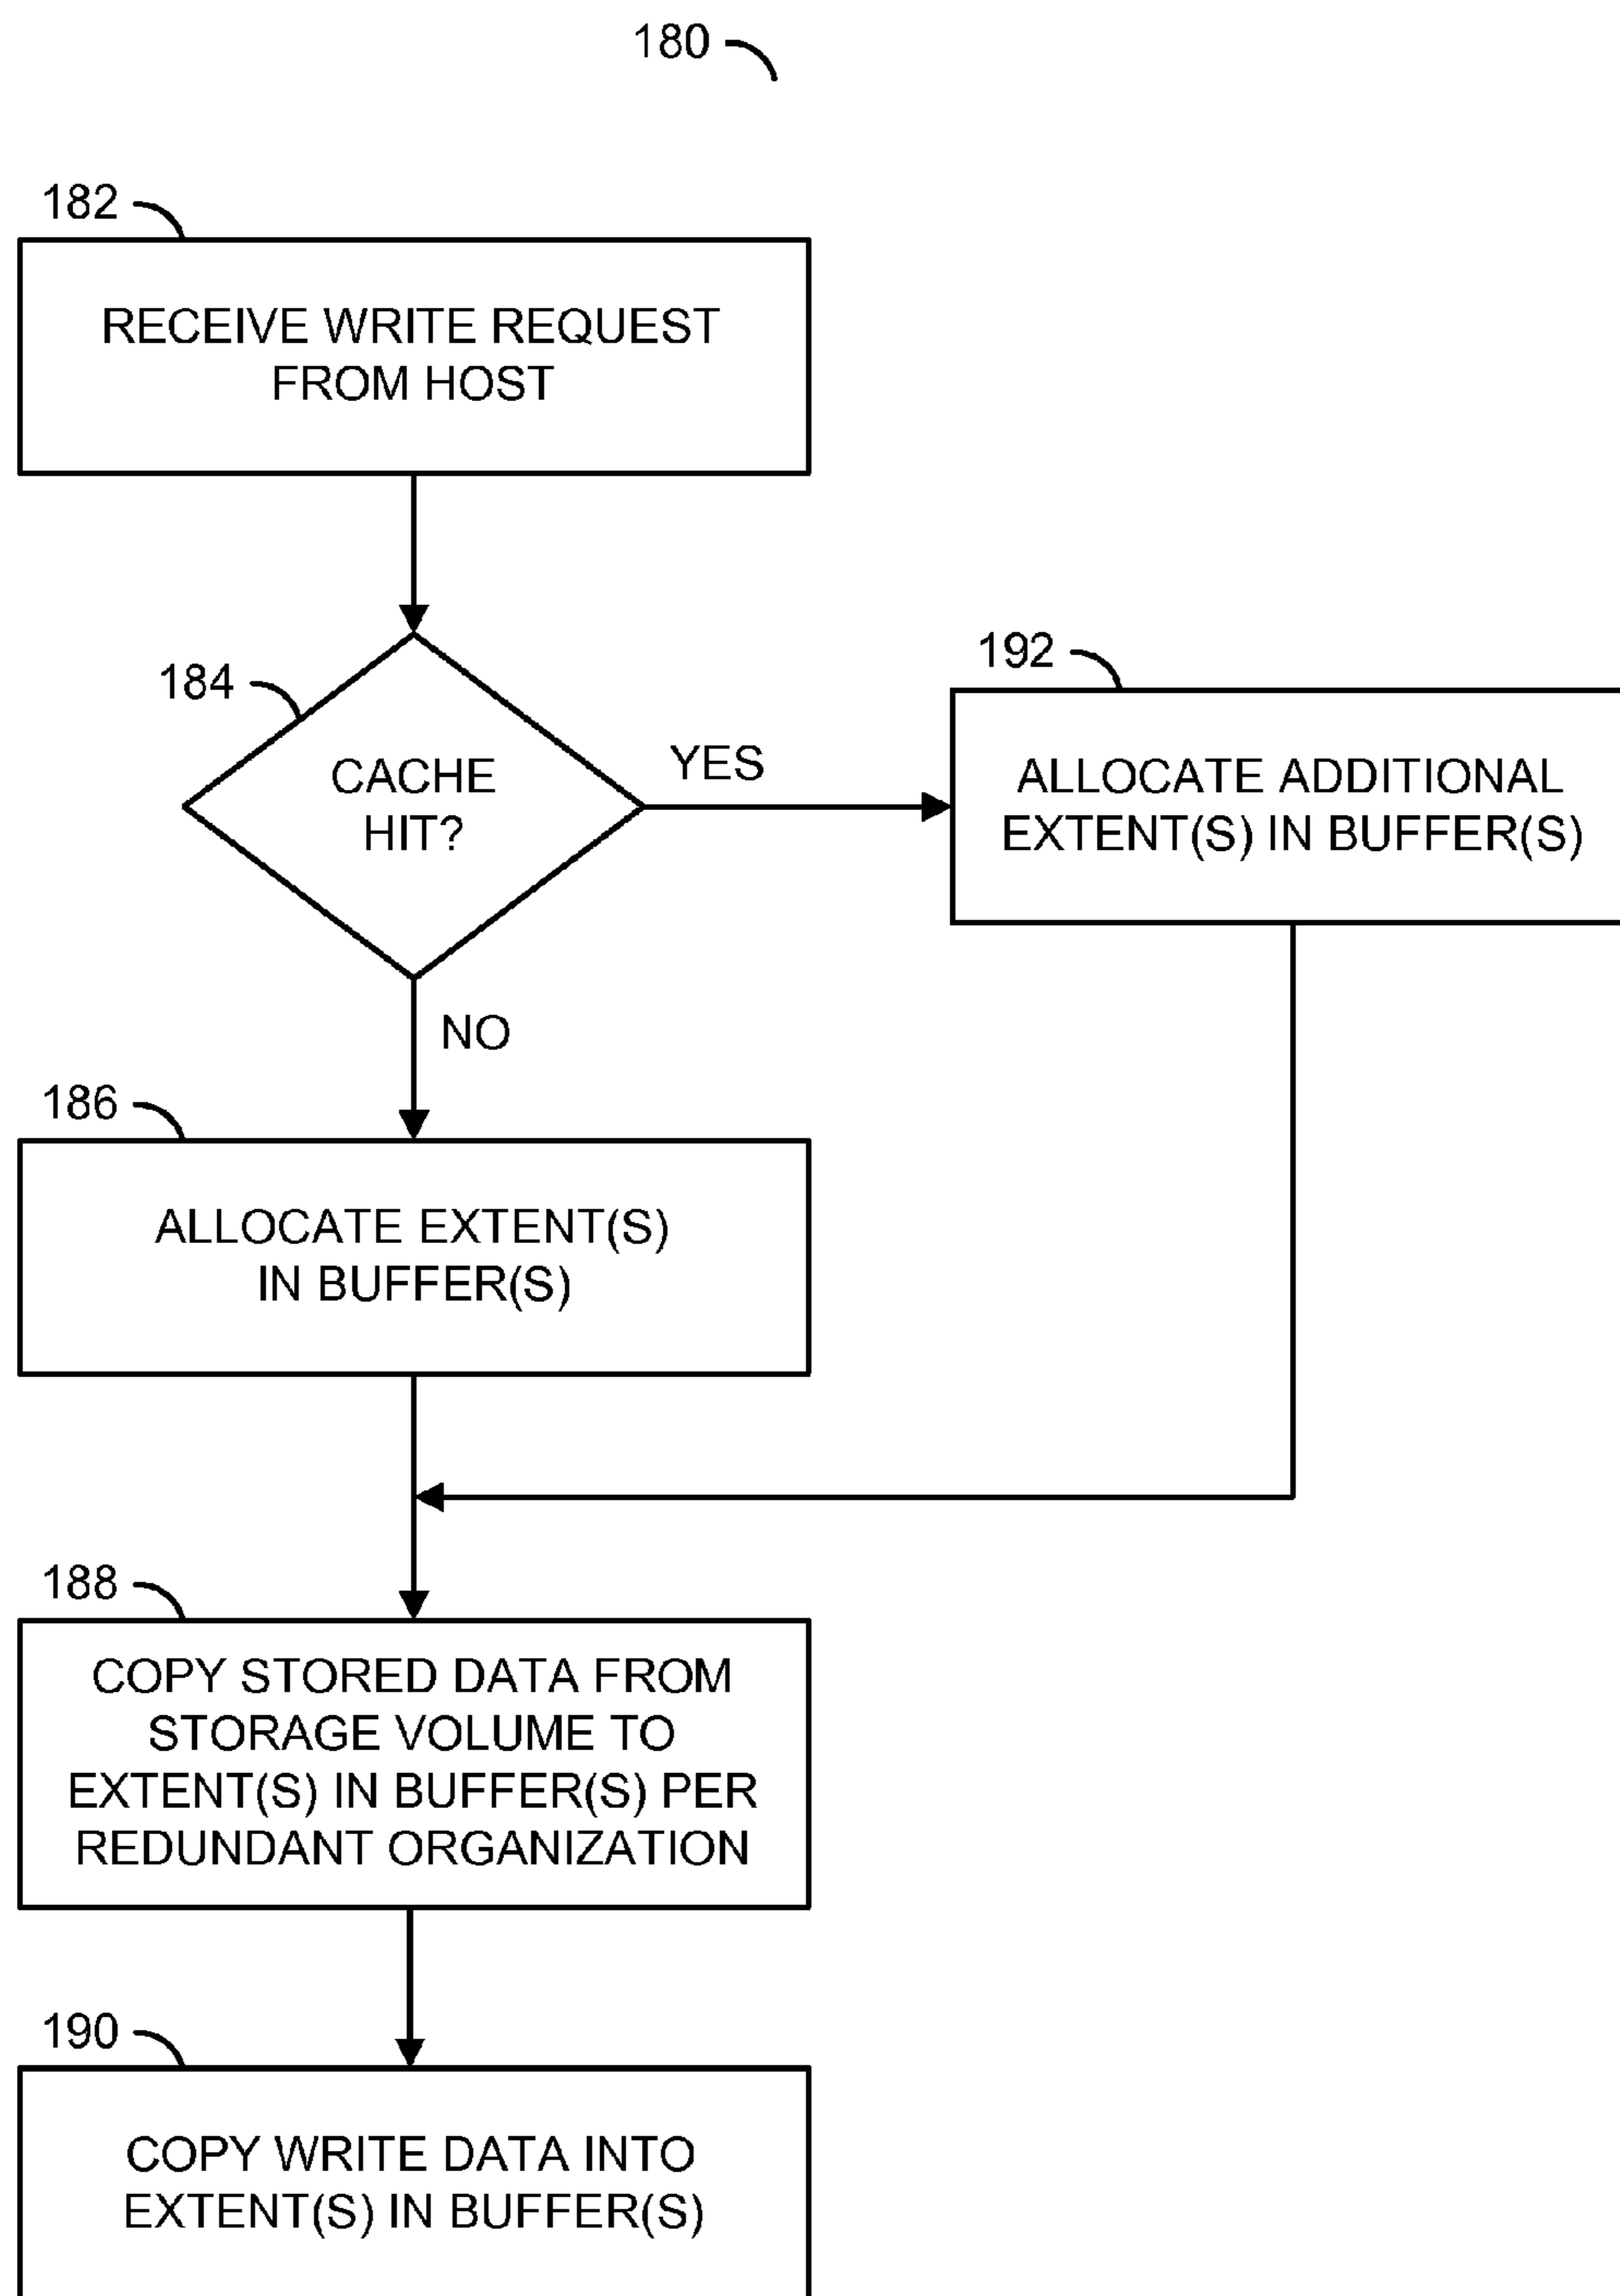 180
182
RECEIVE WRITE REQUEST
FROM HOST
184
CACHE
HIT?
YES
192
ALLOCATE ADDITIONAL
EXTENT(S) IN BUFFER(S)
NO
186
ALLOCATE EXTENT(S)
IN BUFFER(S)
188
COPY STORED DATA FROM
STORAGE VOLUME TO
EXTENT(S) IN BUFFER(S) PER
REDUNDANT ORGANIZATION
190
COPY WRITE DATA INTO
EXTENT(S) IN BUFFER(S)